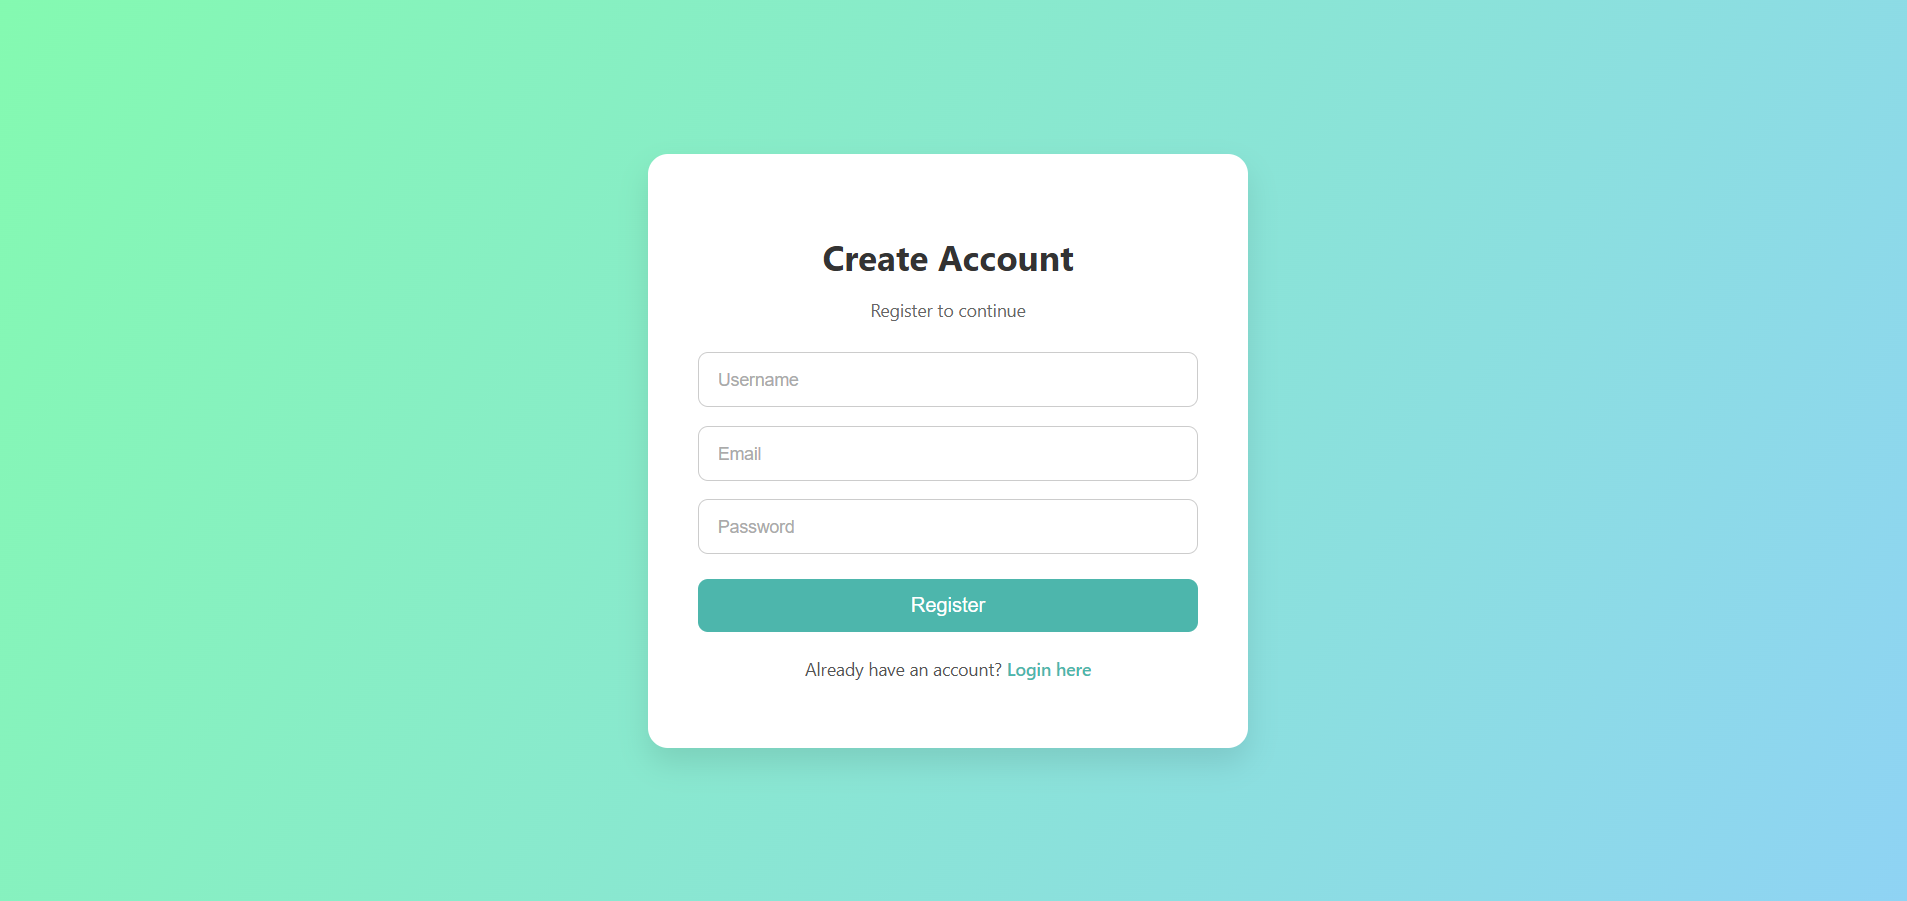 Create Account
Register to continue
Username
Email
Password
Register
Already have an account? Login here